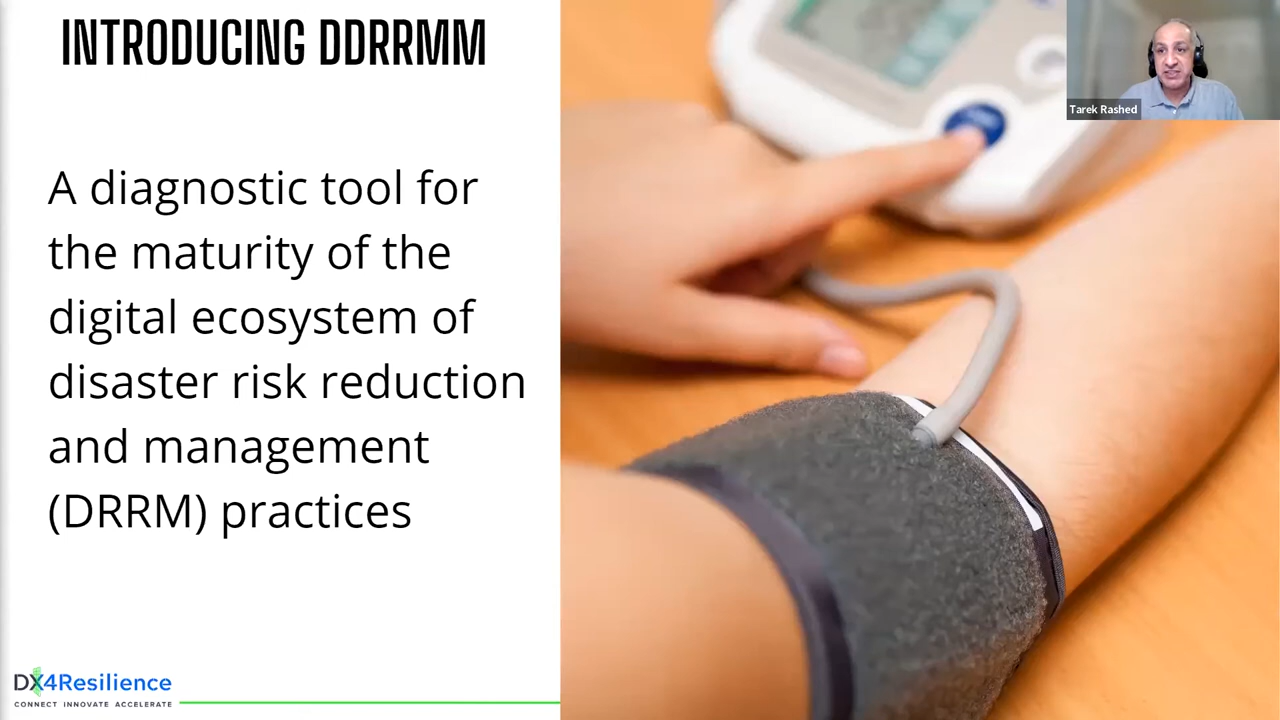 INTRODUCING DDRRMM
A diagnostic tool for
the maturity of the
digital ecosystem of
disaster risk reduction
and management
(DRRM) practices
Tarek Rashed
DX4Resilience
CONNECT INNOVATE ACCELERATE